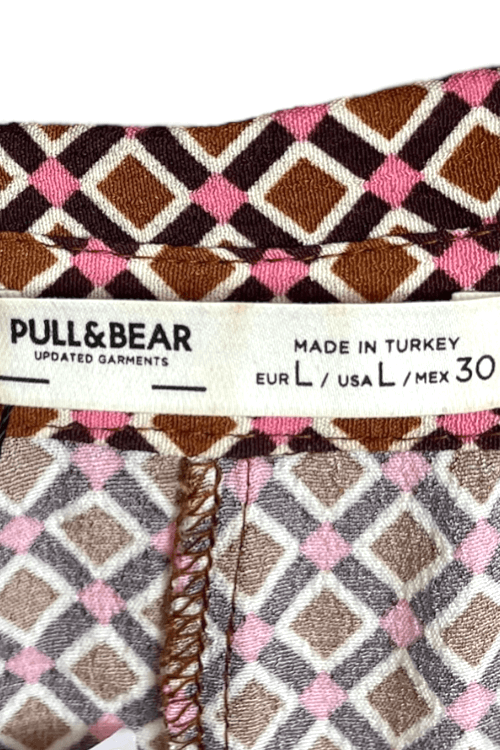 PULL&BEAR
UPDATED GARMENTS
MADE IN TURKEY
EUR L / USA L / MEX 30